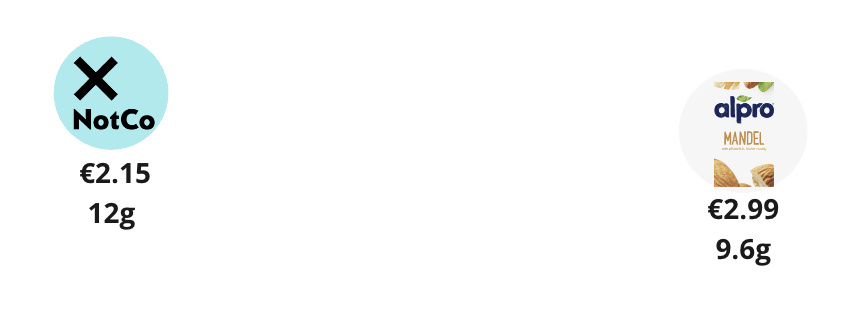 NotCo
€2.15
12g
alpro
MANDEL
€2.99
9.6g